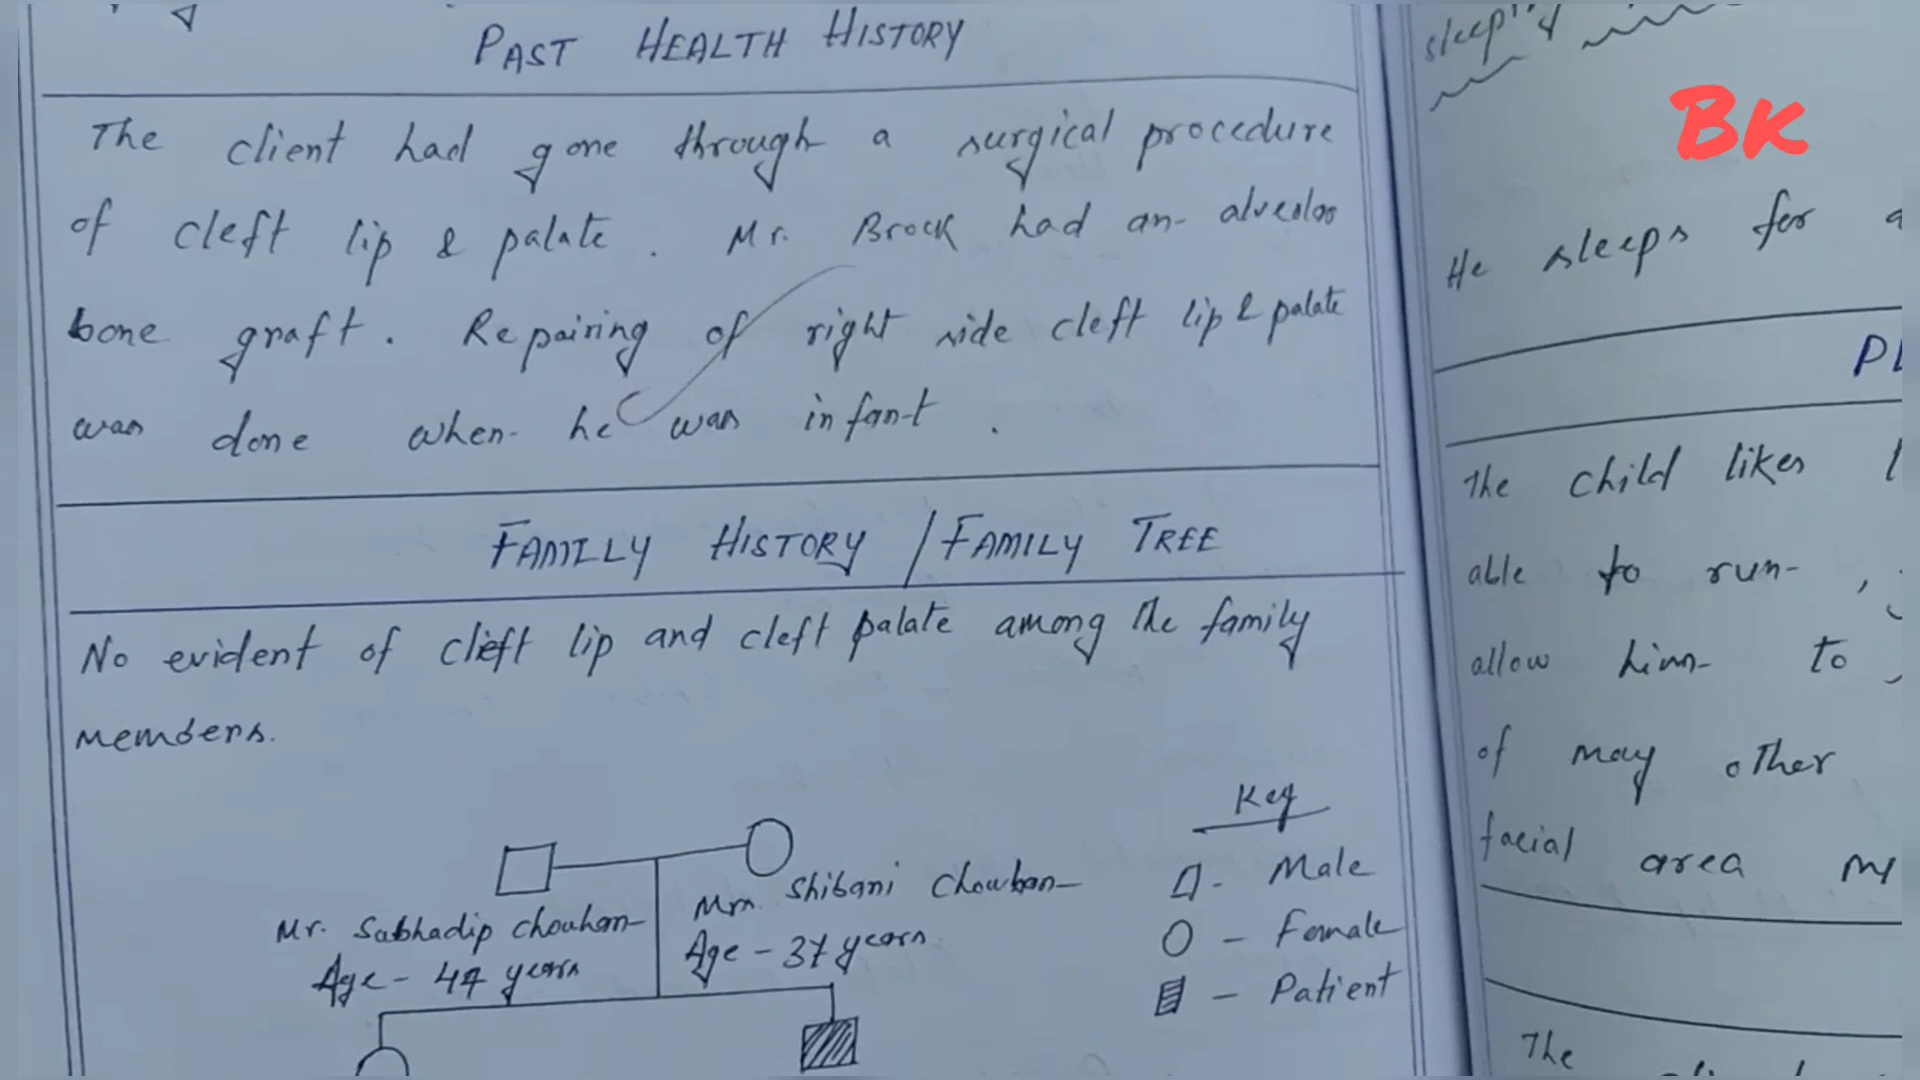 PAST HEALTH HISTORY
The client had gone through a surgical procedure
of cleft lip & palate. Mr. Brock had an alveolar
bone graft. Repairing of right side cleft lip & palate
was done when he was infant.
FAMILY HISTORY / FAMILY TREE
No evident of cleft lip and cleft palate among the family
members.
Mr. Subhadip Chouhan
Age - 44 years
Mrs. Shibani Chouhan
Age - 37 years
Key
- Male
- Female
- Patient
sleeping
BK
He sleeps for
PL
The child likes
able to run,
allow him to
of may other
facial area
The